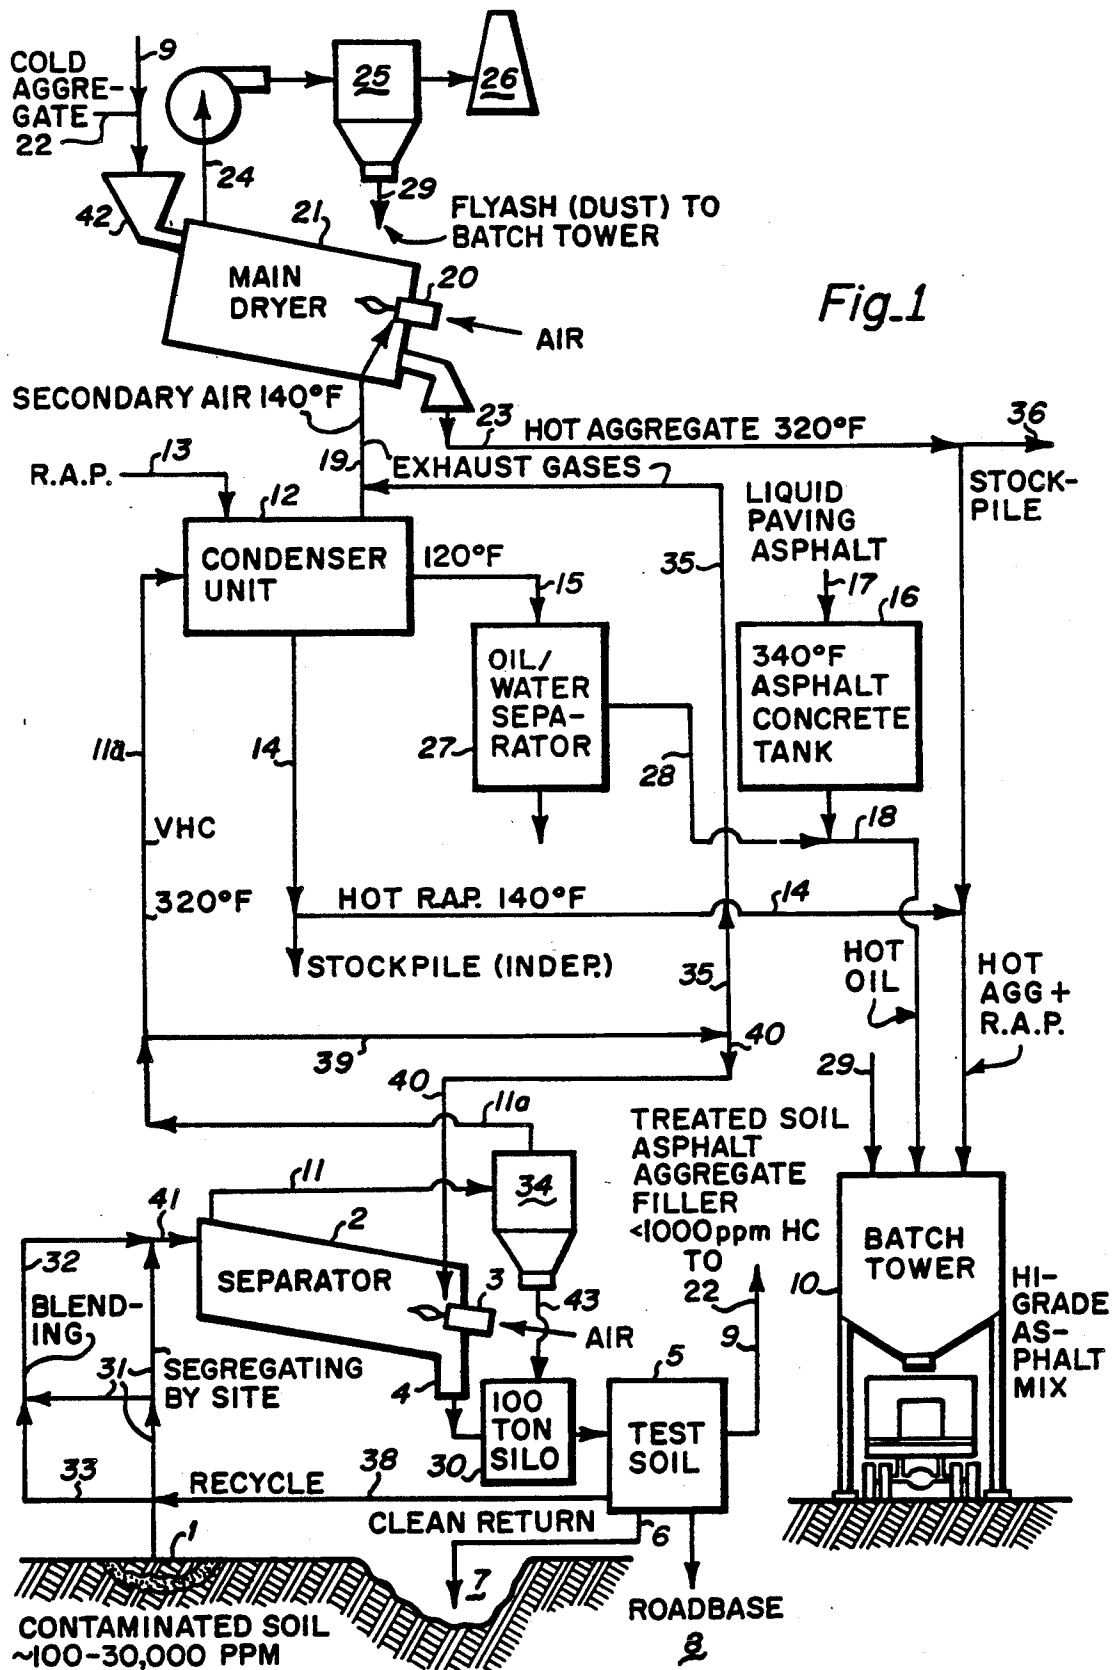 9
COLD
AGGRE-
GATE
22
24
25
26
29
FLYASH (DUST) TO
BATCH TOWER
42
21
MAIN
DRYER
20
AIR
Fig_1
SECONDARY AIR 140°F
23
HOT AGGREGATE 320°F
36
STOCK-
PILE
R.A.P.
13
19
EXHAUST GASES
12
CONDENSER
UNIT
120°F
15
35
LIQUID
PAVING
ASPHALT
17
16
OIL/
WATER
SEPA-
RATOR
27
28
340°F
ASPHALT
CONCRETE
TANK
11a
14
18
VHC
320°F
HOT R.A.P. 140°F
14
STOCKPILE (INDEP.)
35
HOT
OIL
HOT
AGG +
R.A.P.
39
40
40
29
11a
TREATED SOIL
ASPHALT
AGGREGATE
FILLER
<1000ppm HC
TO
22
11
34
41
2
32
SEPARATOR
3
43
AIR
9
BATCH
TOWER
10
HI-
GRADE
AS-
PHALT
MIX
BLEND-
ING
31
SEGREGATING
BY SITE
4
5
100
TON
SILO
30
TEST
SOIL
33
RECYCLE
38
CLEAN RETURN
6
1
7
ROADBASE
8
CONTAMINATED SOIL
~100-30,000 PPM